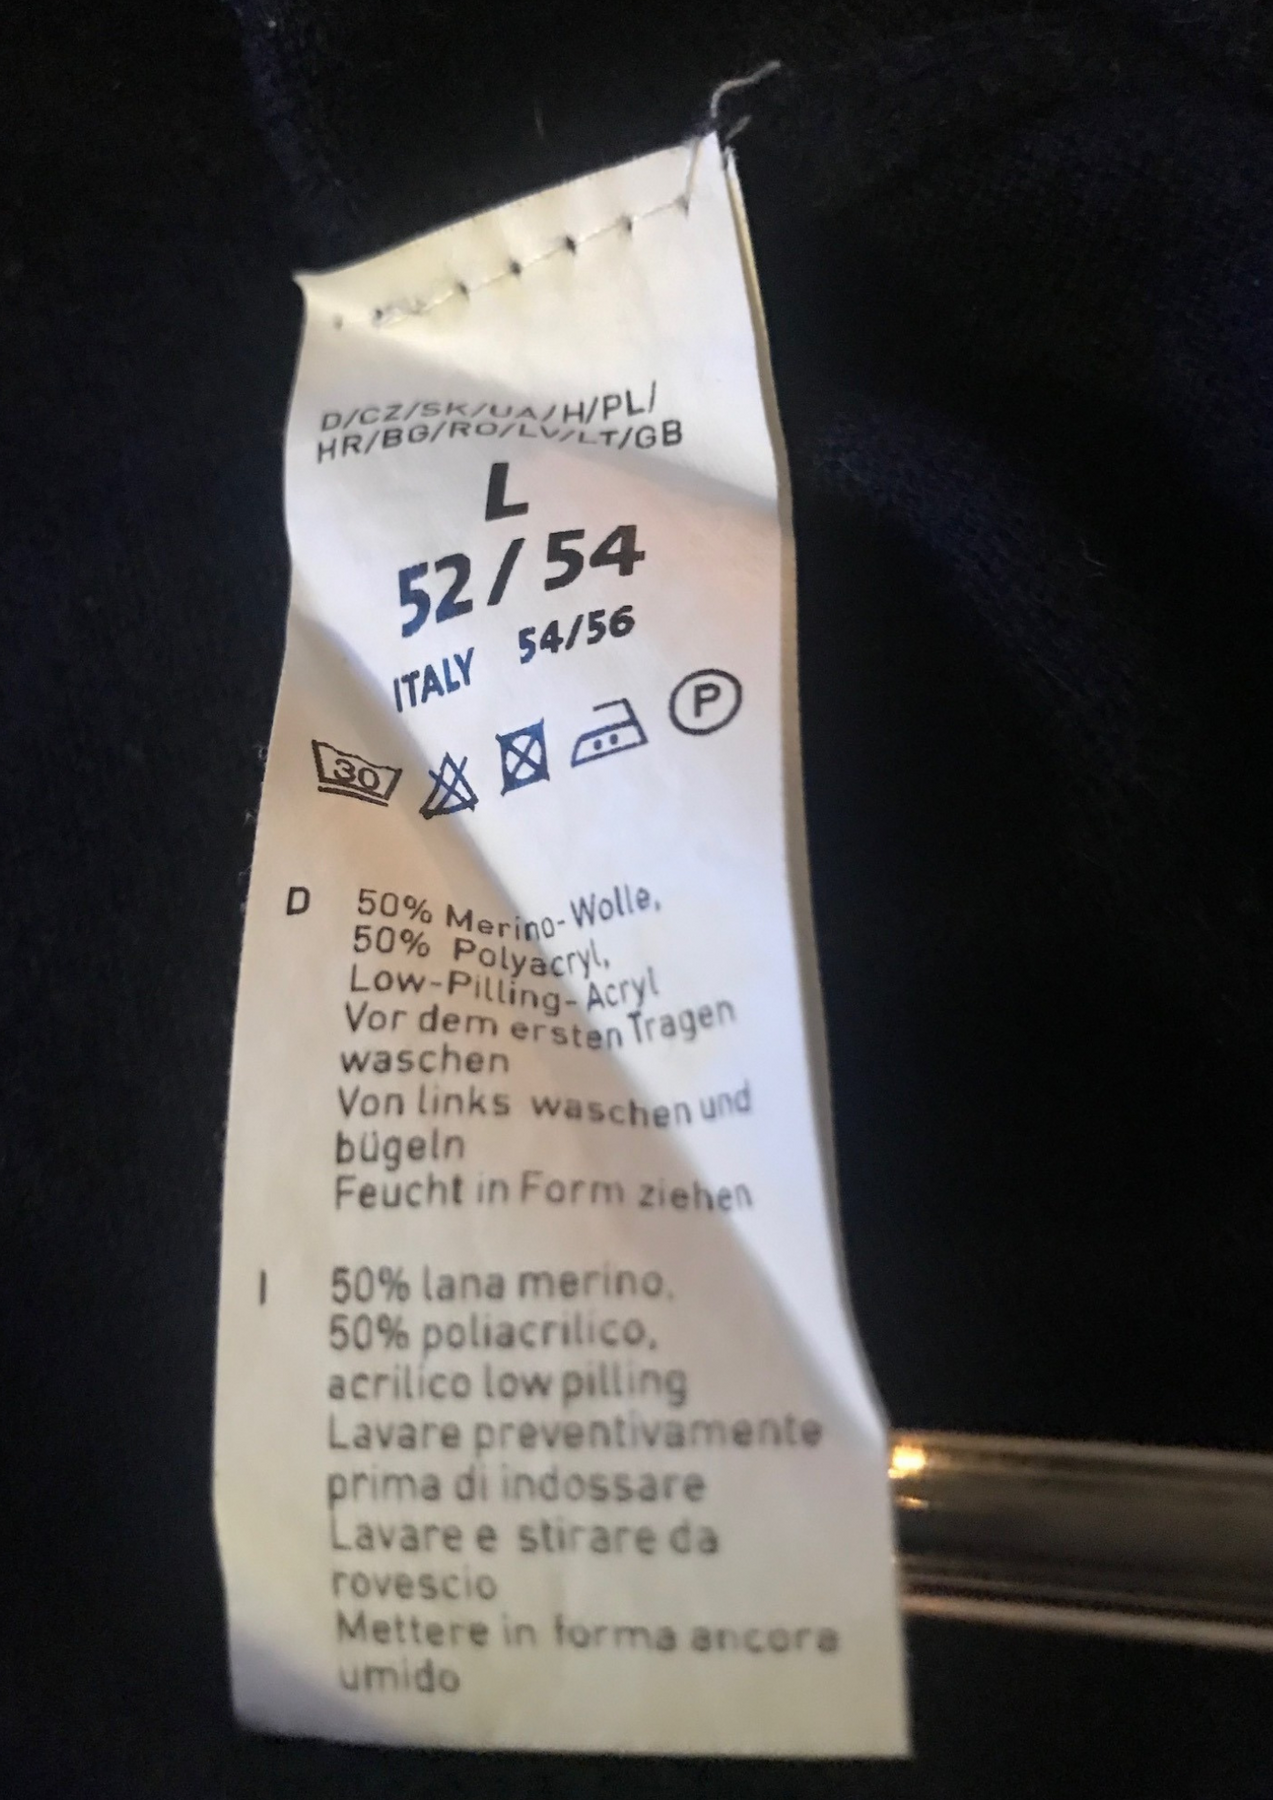 D/CZ/SK/UA/H/PL/
HR/BG/RO/LV/LT/GB
L
52/54
ITALY 54/56
30 P
D 50% Merino-Wolle,
50% Polyacryl,
Low-Pilling-Acryl
Vor dem ersten Tragen
waschen
Von links waschen und
bügeln
Feucht in Form ziehen
I 50% lana merino,
50% poliacrilico,
acrilico low pilling
Lavare preventivamente
prima di indossare
Lavare e stirare da
rovescio
Mettere in forma ancora
umido